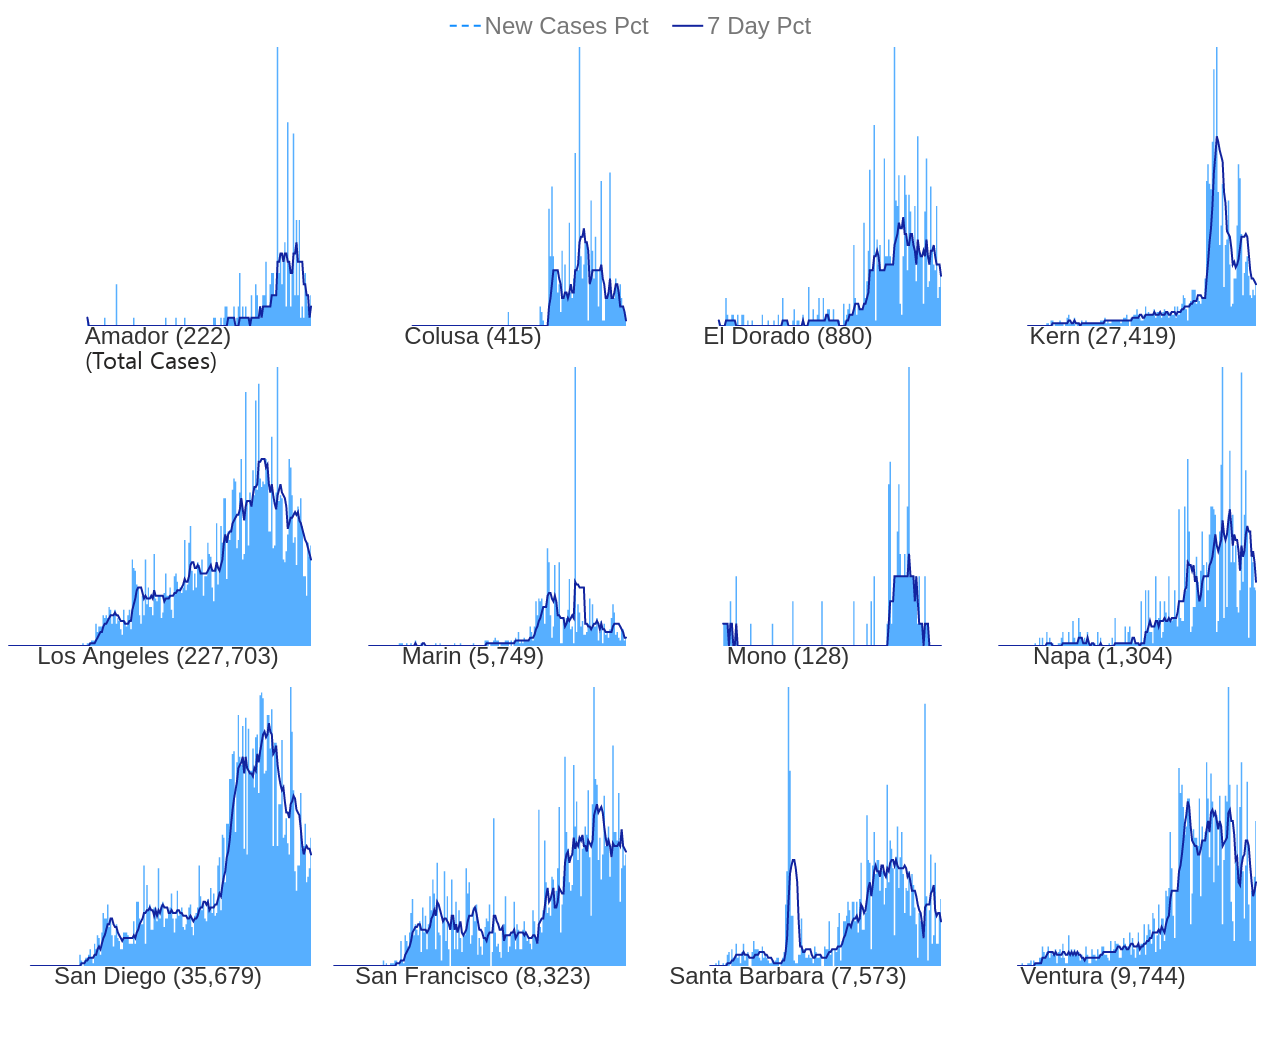 New Cases Pct 7 Day Pct
Amador (222) Colusa (415) El Dorado (880) Kern (27,419)
(Total Cases)
Los Angeles (227,703) Marin (5,749) Mono (128) Napa (1,304)
San Diego (35,679) San Francisco (8,323) Santa Barbara (7,573) Ventura (9,744)